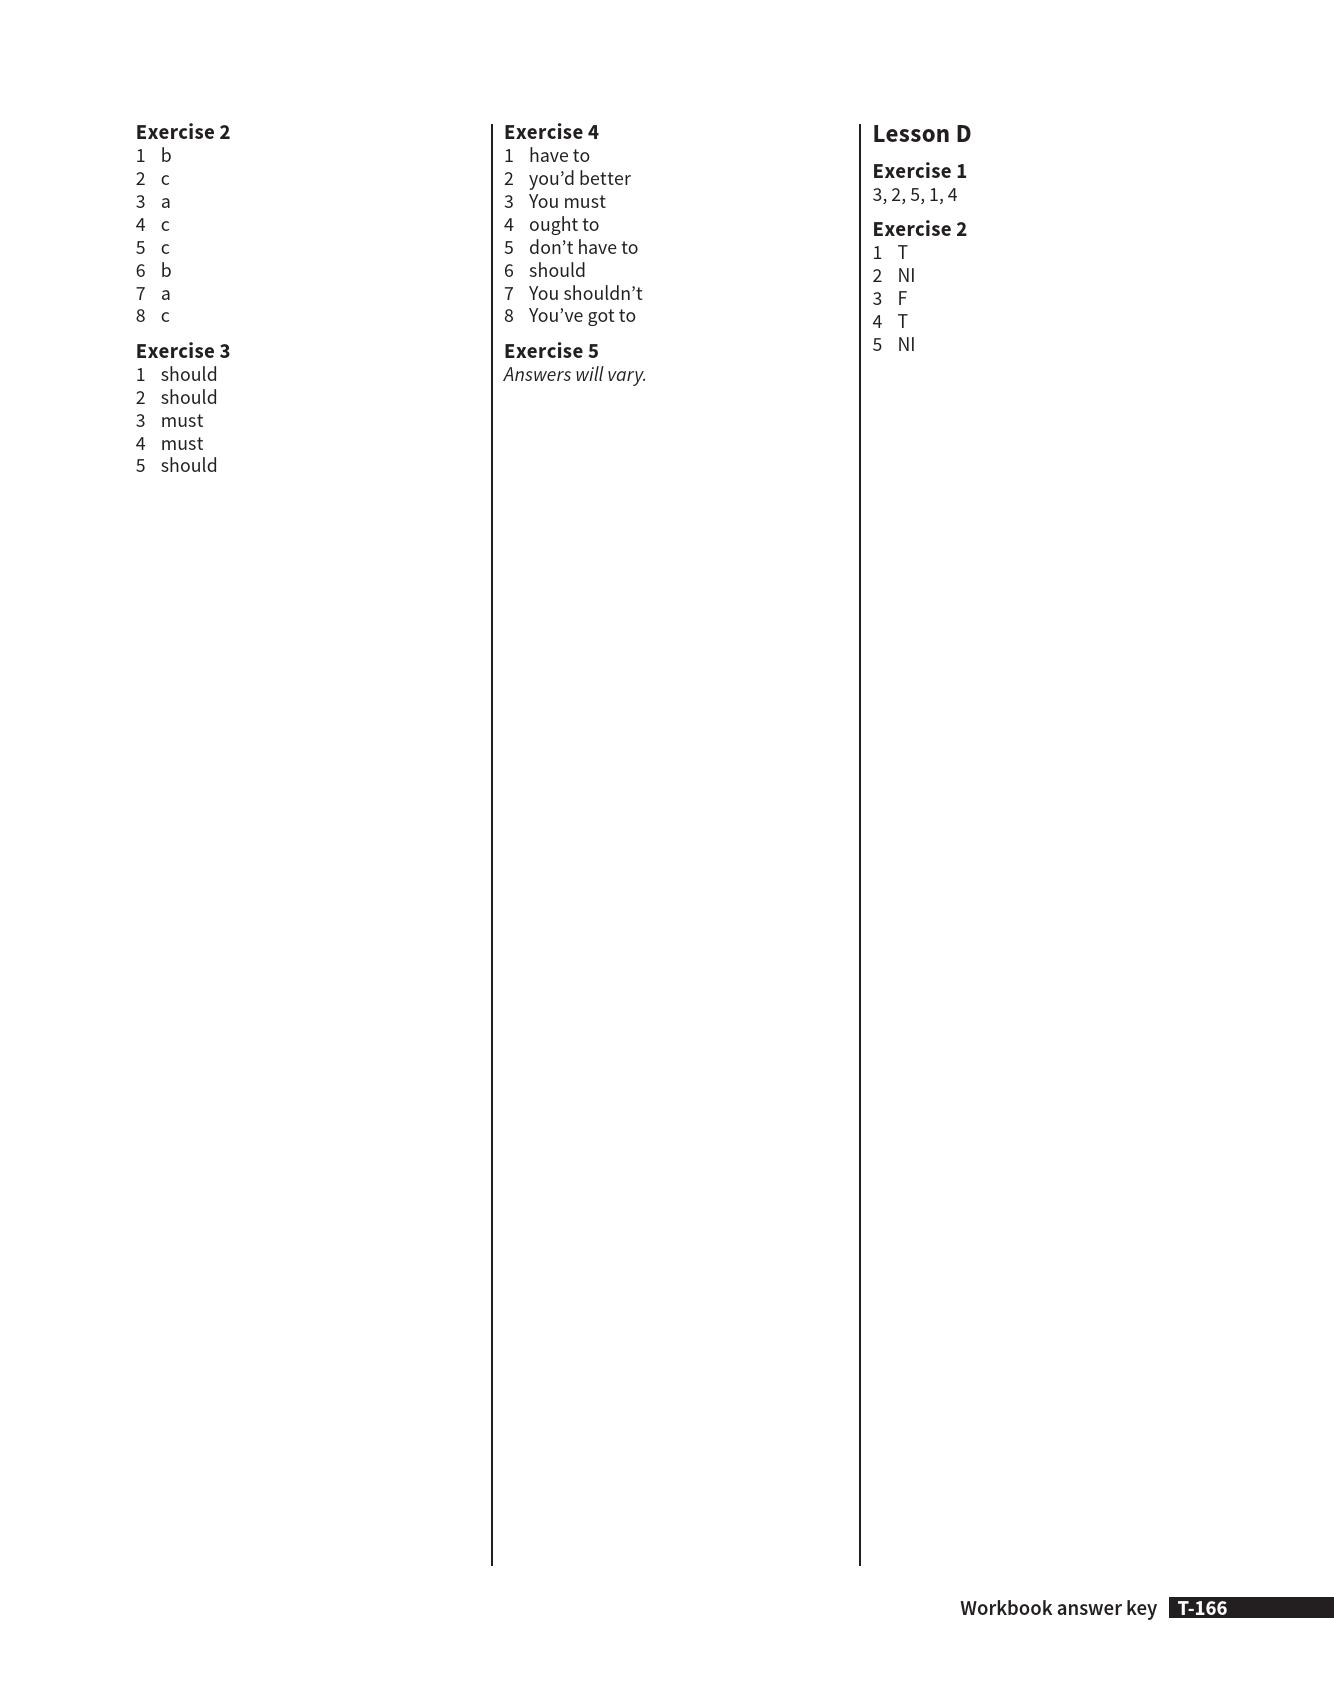 Exercise 2
1 b
2 c
3 a
4 c
5 c
6 b
7 a
8 c
Exercise 3
1 should
2 should
3 must
4 must
5 should
Exercise 4
1 have to
2 you’d better
3 You must
4 ought to
5 don’t have to
6 should
7 You shouldn’t
8 You’ve got to
Exercise 5
Answers will vary.
Lesson D
Exercise 1
3, 2, 5, 1, 4
Exercise 2
1 T
2 NI
3 F
4 T
5 NI
Workbook answer key T-166